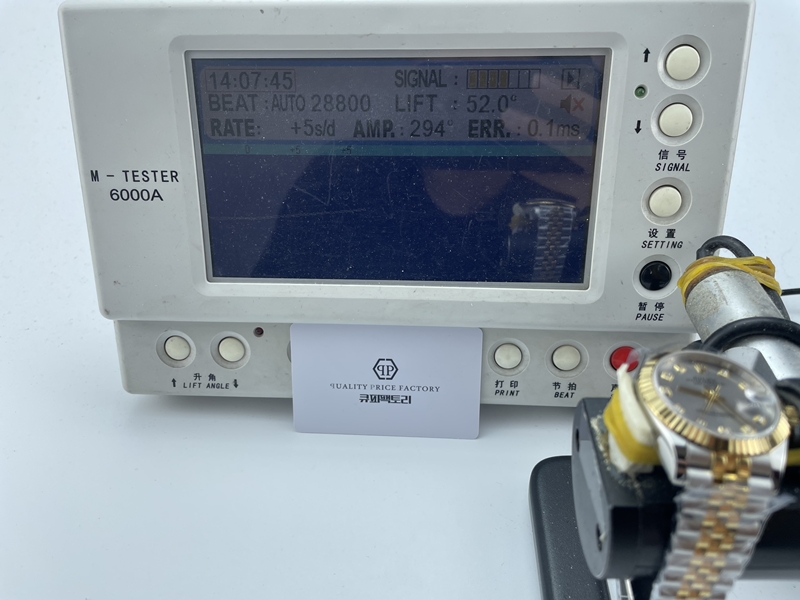 14:07:45 SIGNAL :
BEAT :AUTO 28800 LIFT : 52.0°
RATE: +5s/d AMP.: 294° ERR.: 0.1ms
M - TESTER
6000A
信号
SIGNAL
设置
SETTING
暂停
PAUSE
升角
LIFT ANGLE
打印
PRINT
节拍
BEAT
QUALITY PRICE FACTORY
큐피팩토리